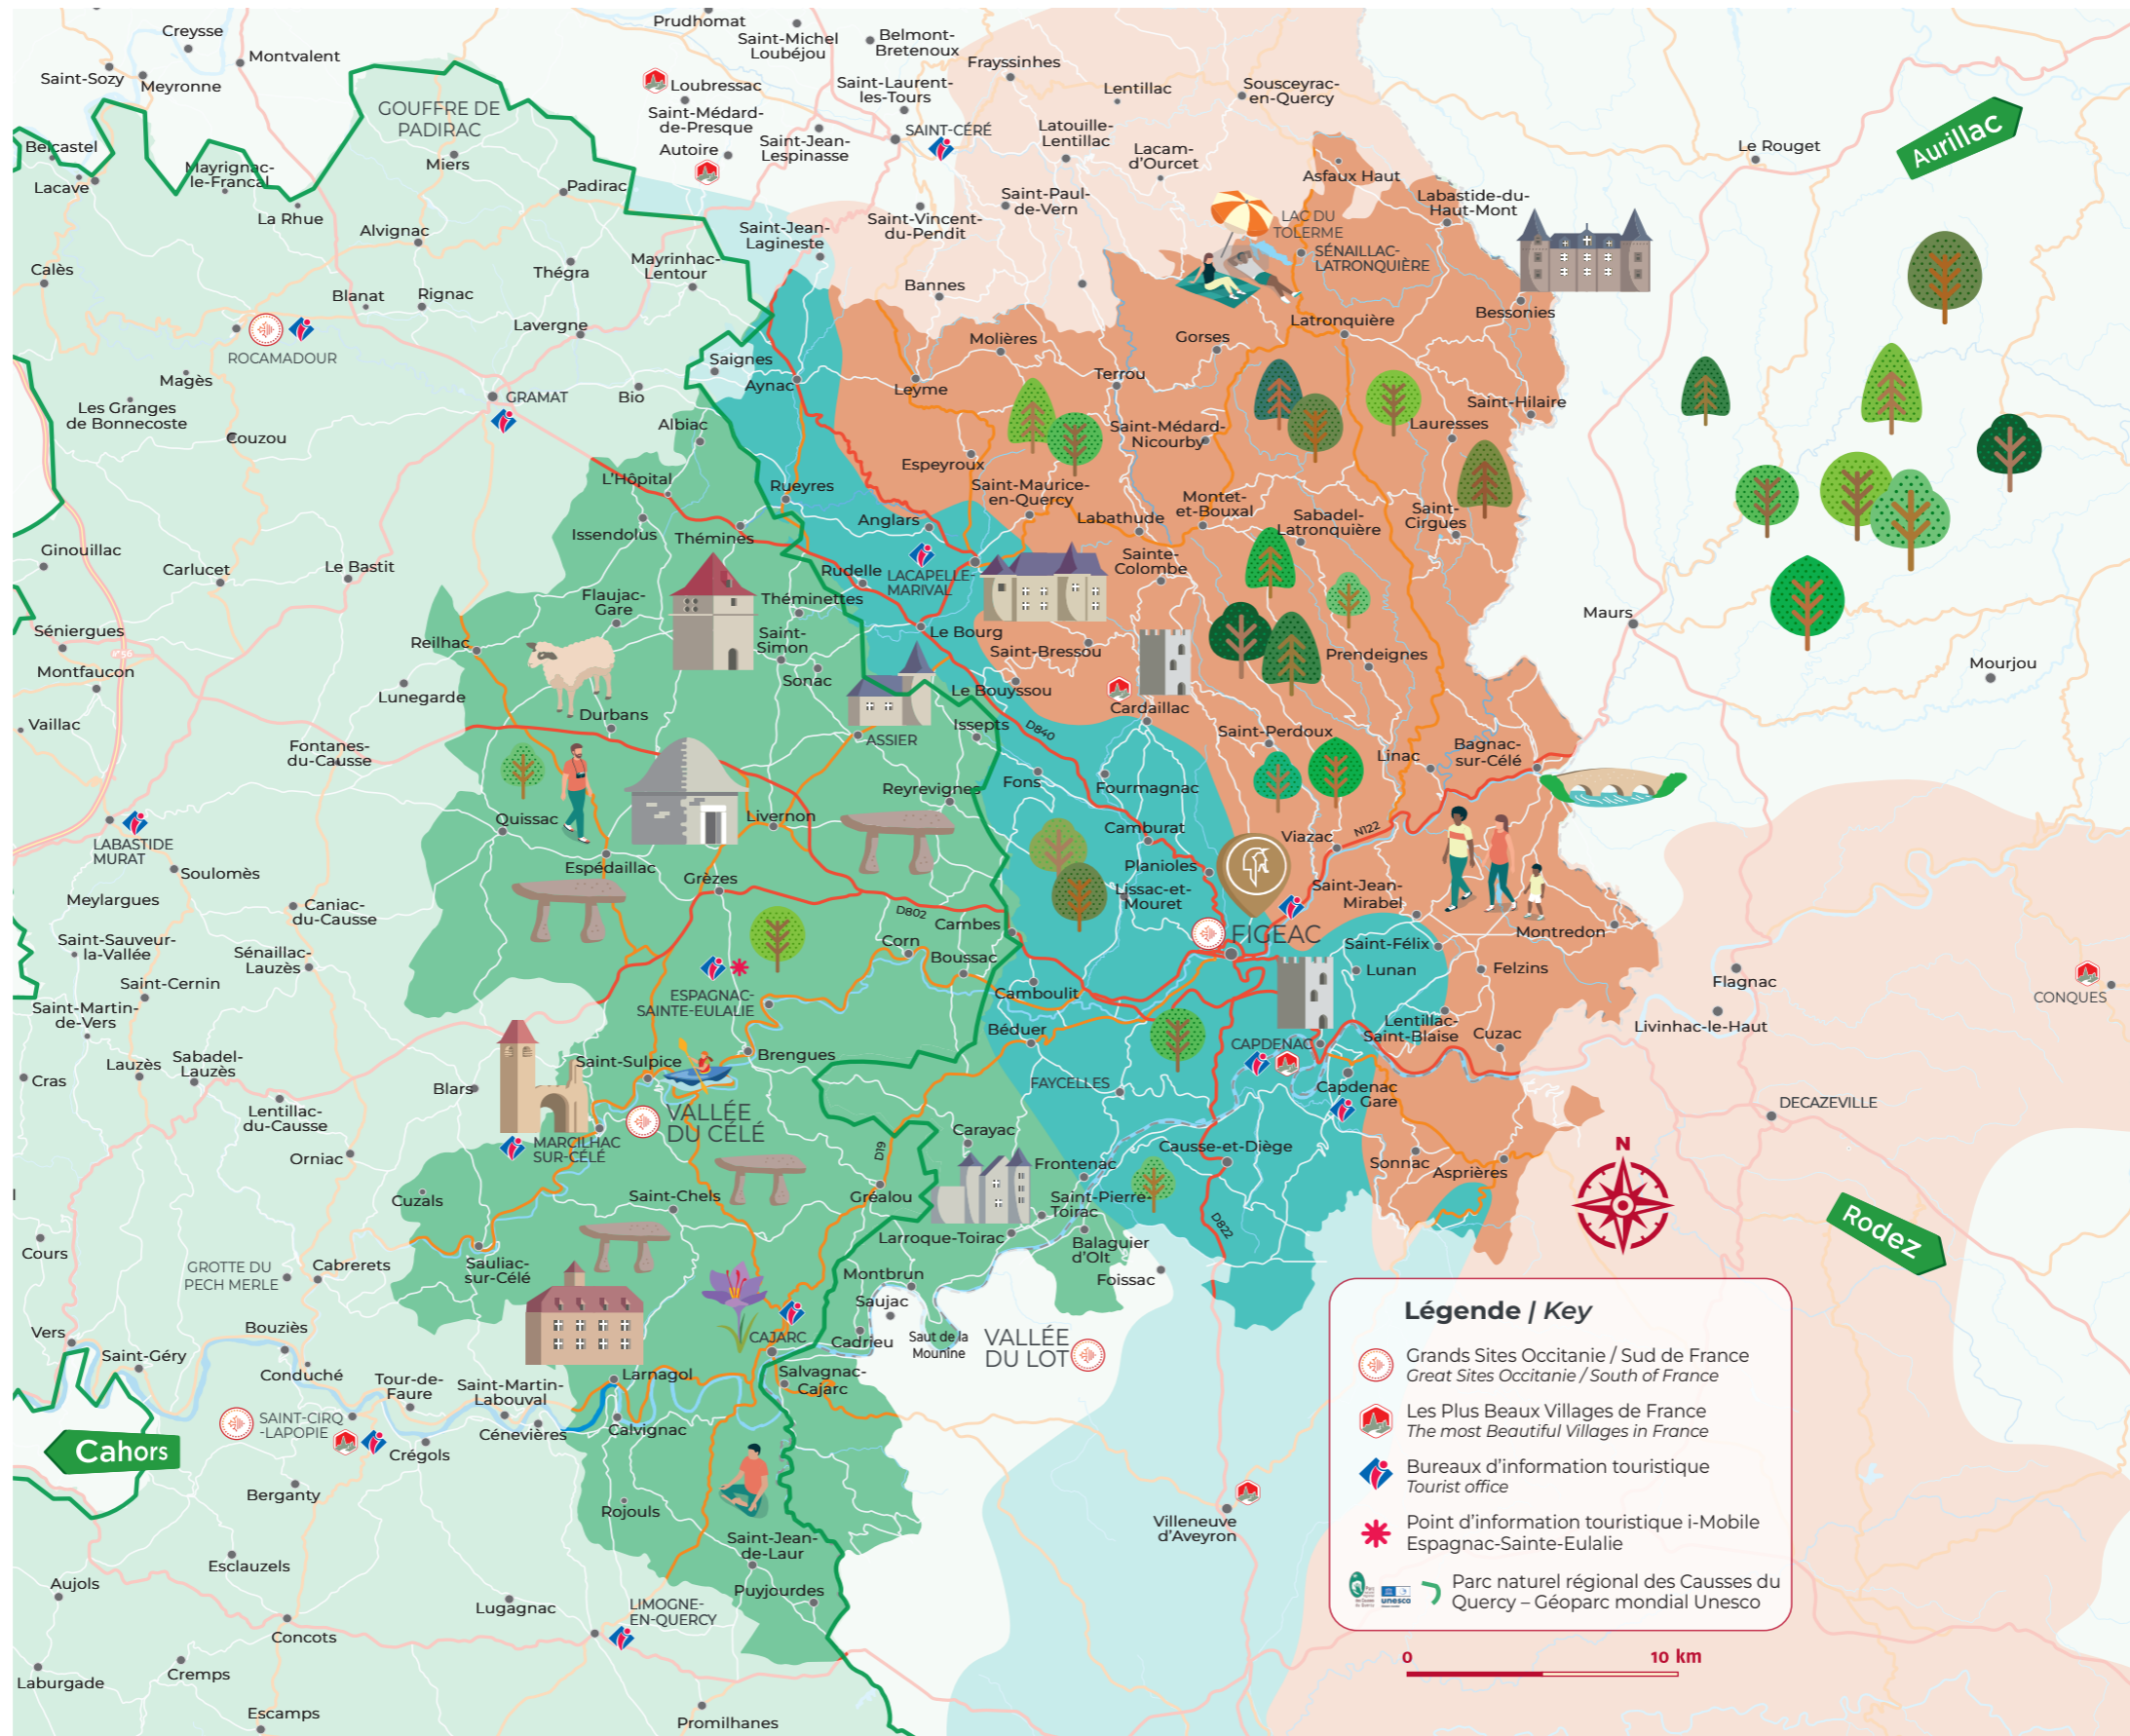 Creysse
Montvalent
Saint-Sozy
Meyronne
GOUFFRE DE
PADIRAC
Miers
Belcastel
Lacave
Mayrignac-
le-Francal
La Rhue
Padirac
Alvignac
Calès
Thégra
Mayrinhac-
Lentour
Blanat
Rignac
Lavergne
ROCAMADOUR
Magès
Les Granges
de Bonnecoste
Couzou
GRAMAT
Bio
Prudhomat
Saint-Michel
Loubéjou
Belmont-
Bretenoux
Frayssinhes
Loubressac
Saint-Médard-
de-Presque
Autoire
Saint-Jean-
Lespinasse
Saint-Laurent-
les-Tours
SAINT-CÉRÉ
Lentillac
Sousceyrac-
en-Quercy
Latouille-
Lentillac
Lacam-
d'Ourcet
Saint-Paul-
de-Vern
Saint-Vincent-
du-Pendit
Saint-Jean-
Lagineste
Bannes
Asfaux Haut
Labastide-du-
Haut-Mont
LAC DU
TOLERME
SÉNAILLAC-
LATRONQUIÈRE
Bessonies
Latronquière
Gorses
Molières
Terrou
Leyme
Saignes
Aynac
Albiac
Saint-Hilaire
Lauresses
Saint-Médard-
Nicourby
Espeyroux
Saint-Maurice-
en-Quercy
Labathude
Montet-
et-Bouxal
Sabadel-
Latronquière
Saint-
Cirgues
Le Rouget
Aurillac
Maurs
Mourjou
L'Hôpital
Rueyres
Issendolus
Thémines
Anglars
Rudelle
LACAPELLE-
MARIVAL
Sainte-
Colombe
Théminettes
Le Bourg
Saint-Bressou
Prendeignes
Flaujac-
Gare
Saint-
Simon
Sonac
Reilhac
Le Bouyssou
Cardaillac
Ginouillac
Carlucet
Le Bastit
Séniergues
Montfaucon
Lunegarde
Vaillac
Fontanes-
du-Causse
Durbans
ASSIER
Issepts
D840
Saint-Perdoux
Linac
Bagnac-
sur-Célé
Reyrevignes
Fons
Fourmagnac
Quissac
Livernon
Camburat
Viazac
N122
Planioles
Lissac-et-
Mouret
Saint-Jean-
Mirabel
Montredon
LABASTIDE
MURAT
Soulomès
Meylargues
Caniac-
du-Causse
Espédaillac
Grèzes
D802
Cambes
FIGEAC
Saint-Félix
Lunan
Felzins
Saint-Sauveur-
la-Vallée
Sénaillac-
Lauzès
Saint-Cernin
Saint-Martin-
de-Vers
Corn
Boussac
ESPAGNAC-
SAINTE-EULALIE
Camboulit
Béduer
Flagnac
CONQUES
Livinhac-le-Haut
Lentillac-
Saint-Blaise
Cuzac
CAPDENAC
Capdenac
Gare
FAYCELLES
DECAZEVILLE
Lauzès
Sabadel-
Lauzès
Cras
Lentillac-
du-Causse
Orniac
Blars
Saint-Sulpice
Brengues
VALLÉE
DU CÉLÉ
MARCILHAC
SUR-CÉLÉ
D19
Carayac
Frontenac
Causse-et-Diège
Sonnac
Asprières
N
Cuzals
Saint-Chels
Gréalou
Saint-Pierre-
Toirac
Larroque-Toirac
Balaguier
d'Olt
Foissac
D822
Rodez
Cours
GROTTE DU
PECH MERLE
Cabrerets
Sauliac-
sur-Célé
Montbrun
Saujac
Cadrieu
Saut de la
Mounine
VALLÉE
DU LOT
CAJARC
Vers
Saint-Géry
Bouziès
Conduché
Tour-de-
Faure
Saint-Martin-
Labouval
Larnagol
Salvagnac-
Cajarc
SAINT-CIRQ
-LAPOPIE
Crégols
Cénevières
Calvignac
Cahors
Berganty
Rojouls
Saint-Jean-
de-Laur
Puyjourdes
Villeneuve
d'Aveyron
Esclauzels
Aujols
Lugagnac
LIMOGNE-
EN-QUERCY
Concots
Cremps
Laburgade
Escamps
Promilhanes
Légende / Key
Grands Sites Occitanie / Sud de France
Great Sites Occitanie / South of France
Les Plus Beaux Villages de France
The most Beautiful Villages in France
Bureaux d'information touristique
Tourist office
Point d'information touristique i-Mobile
Espagnac-Sainte-Eulalie
unesco
Parc naturel régional des Causses du
Quercy – Géoparc mondial Unesco
0 10 km